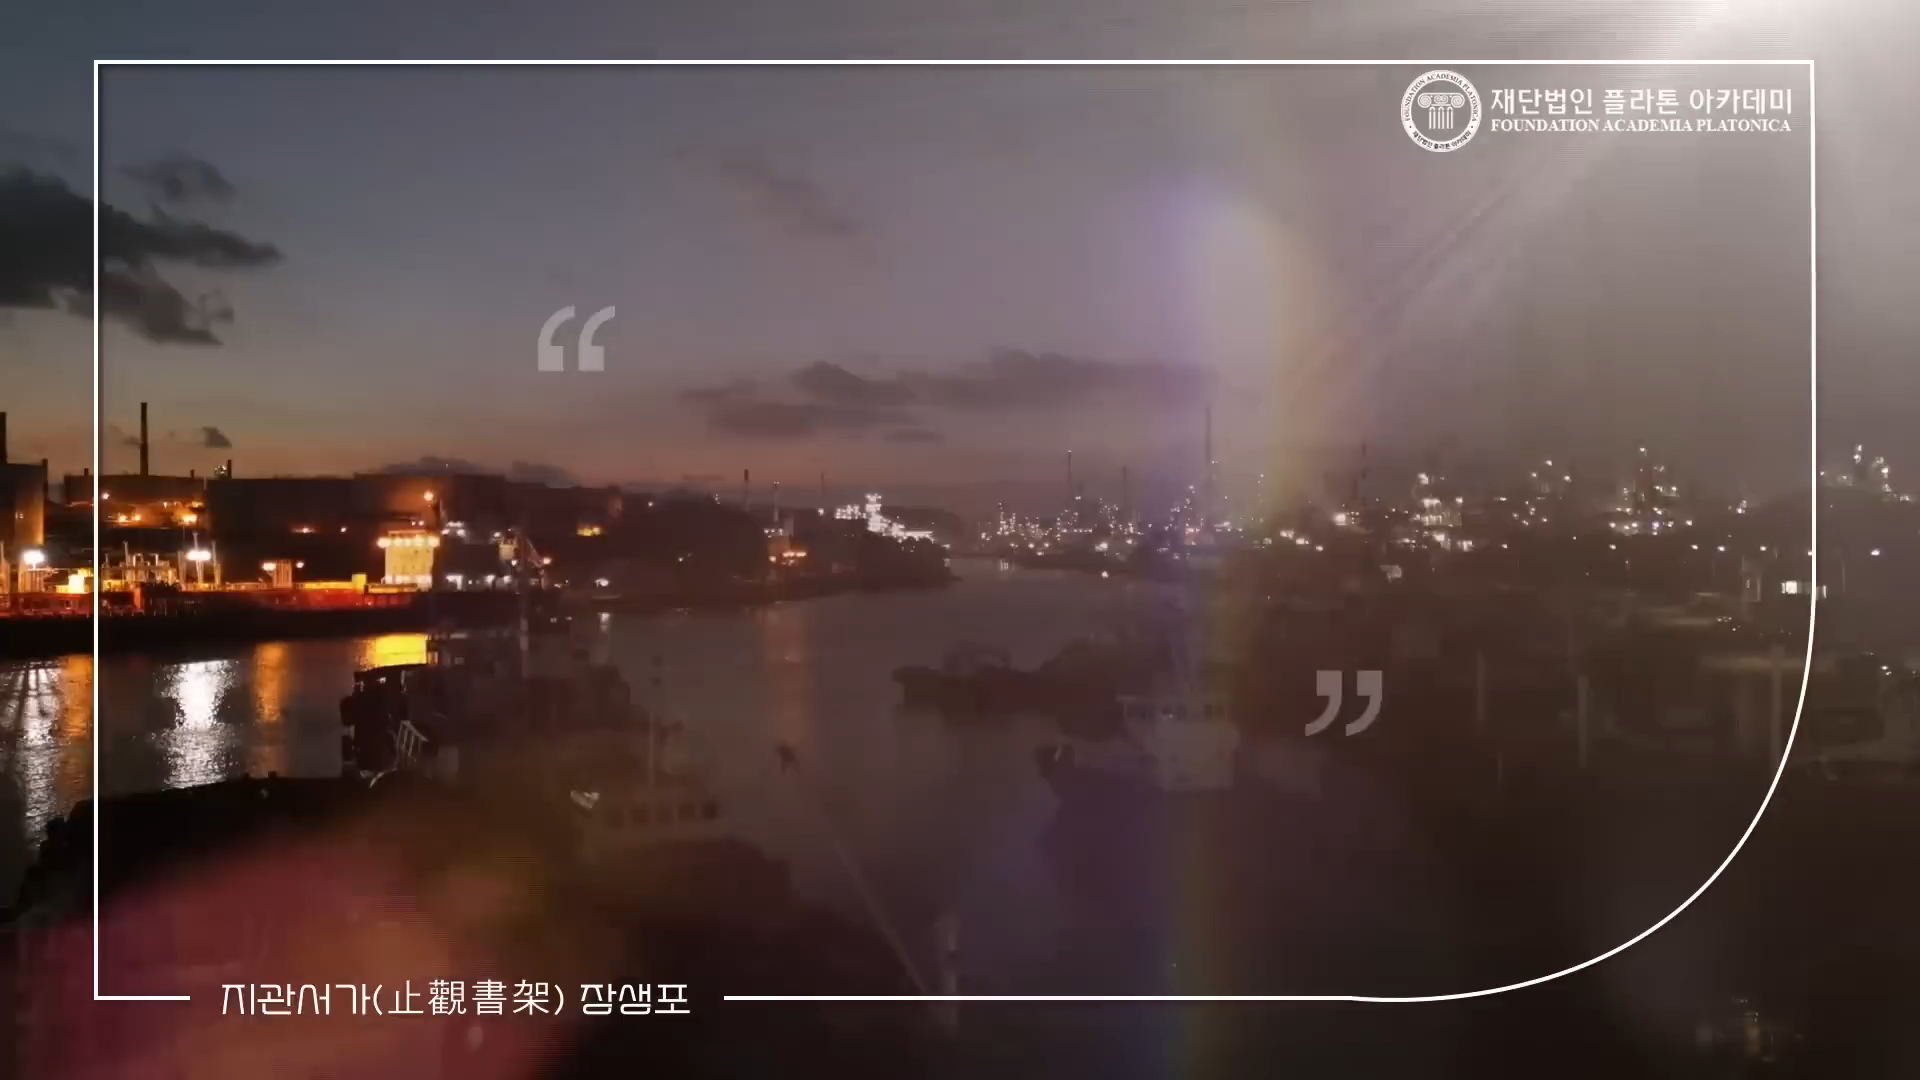 재단법인 플라톤 아카데미
FOUNDATION ACADEMIA PLATONICA
“
”
지관서가(止觀書架) 장생포